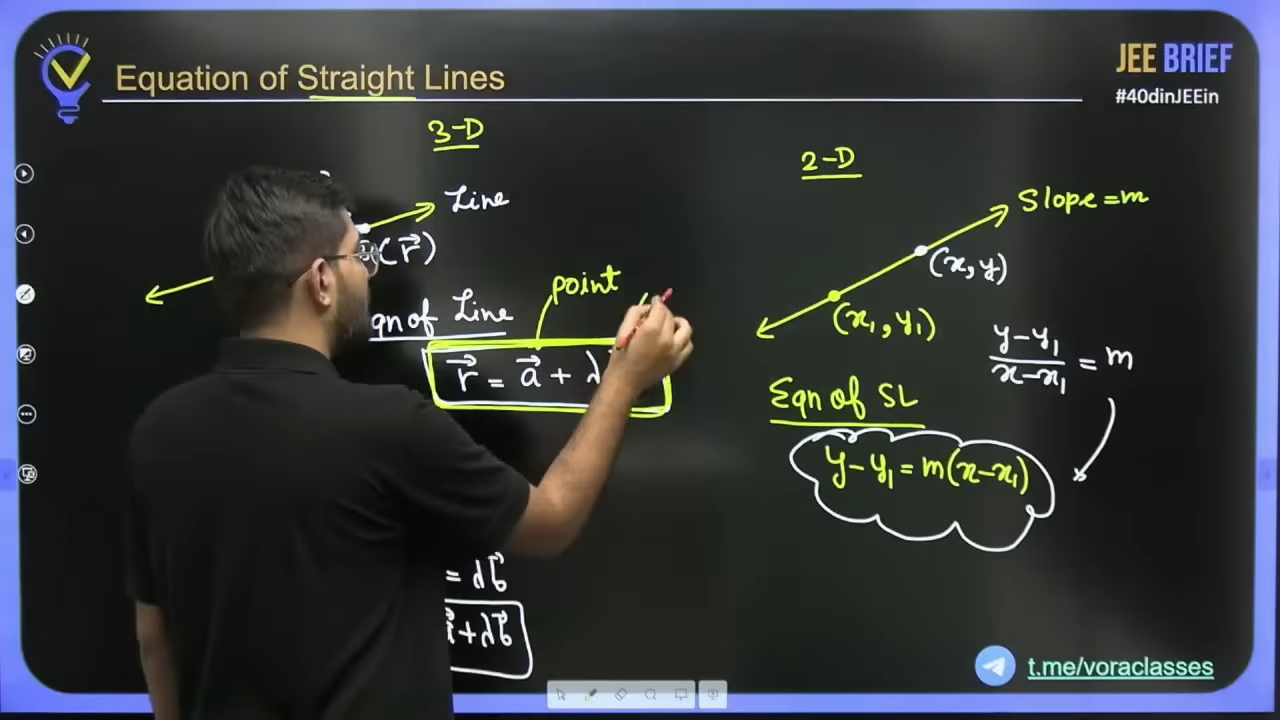 Equation of Straight Lines
JEE BRIEF
#40dinJEEin
3-D
Line
(r⃗)
point
qn of Line
r⃗ = a⃗ + λ
= λb⃗
a⃗ + λb⃗
2-D
Slope = m
(x, y)
(x₁, y₁)
(y-y₁)/(x-x₁) = m
Eqn of SL
y-y₁ = m(x-x₁)
t.me/voraclasses